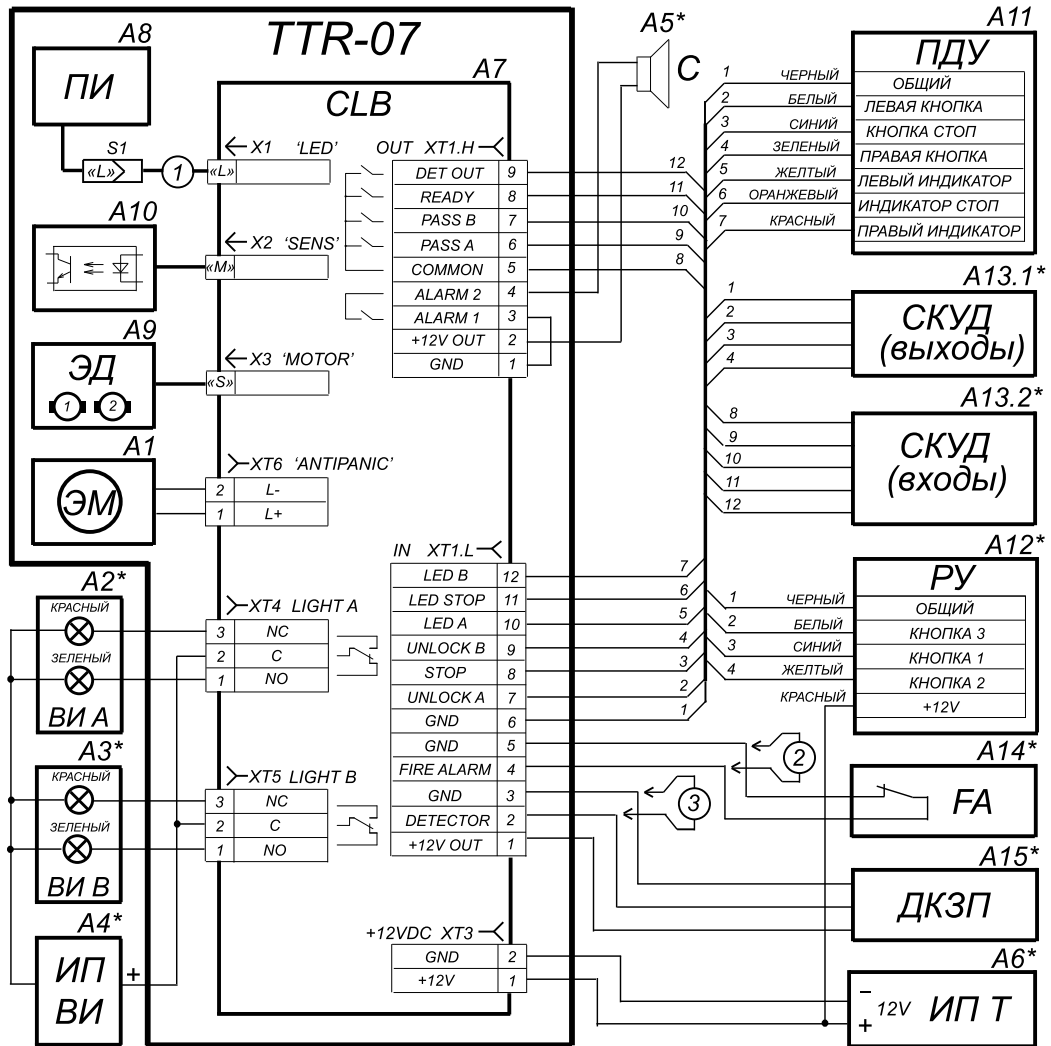 TTR-07
A8
ПИ
S1
«L»
1
A7
CLB
«L»
X1 'LED'
A10
«M»
X2 'SENS'
A9
ЭД
1 2
«S»
X3 'MOTOR'
A1
ЭМ
XT6 'ANTIPANIC'
2 L-
1 L+
A2*
КРАСНЫЙ
ЗЕЛЕНЫЙ
ВИ А
XT4 LIGHT A
3 NC
2 C
1 NO
A3*
КРАСНЫЙ
ЗЕЛЕНЫЙ
ВИ В
XT5 LIGHT B
3 NC
2 C
1 NO
A4*
ИП
ВИ
+
OUT XT1.H
DET OUT 9
READY 8
PASS B 7
PASS A 6
COMMON 5
ALARM 2 4
ALARM 1 3
+12V OUT 2
GND 1
IN XT1.L
LED B 12
LED STOP 11
LED A 10
UNLOCK B 9
STOP 8
UNLOCK A 7
GND 6
GND 5
FIRE ALARM 4
GND 3
DETECTOR 2
+12V OUT 1
+12VDC XT3
GND 2
+12V 1
A5*
С
12
11
10
9
8
7
6
5
4
3
2
1
2
3
A11
ПДУ
1 ЧЕРНЫЙ ОБЩИЙ
2 БЕЛЫЙ ЛЕВАЯ КНОПКА
3 СИНИЙ КНОПКА СТОП
4 ЗЕЛЕНЫЙ ПРАВАЯ КНОПКА
5 ЖЕЛТЫЙ ЛЕВЫЙ ИНДИКАТОР
6 ОРАНЖЕВЫЙ ИНДИКАТОР СТОП
7 КРАСНЫЙ ПРАВЫЙ ИНДИКАТОР
A13.1*
СКУД
(выходы)
1
2
3
4
A13.2*
СКУД
(входы)
8
9
10
11
12
A12*
РУ
1 ЧЕРНЫЙ ОБЩИЙ
2 БЕЛЫЙ КНОПКА 3
3 СИНИЙ КНОПКА 1
4 ЖЕЛТЫЙ КНОПКА 2
КРАСНЫЙ +12V
A14*
FA
A15*
ДКЗП
A6*
− 12V ИП Т
+